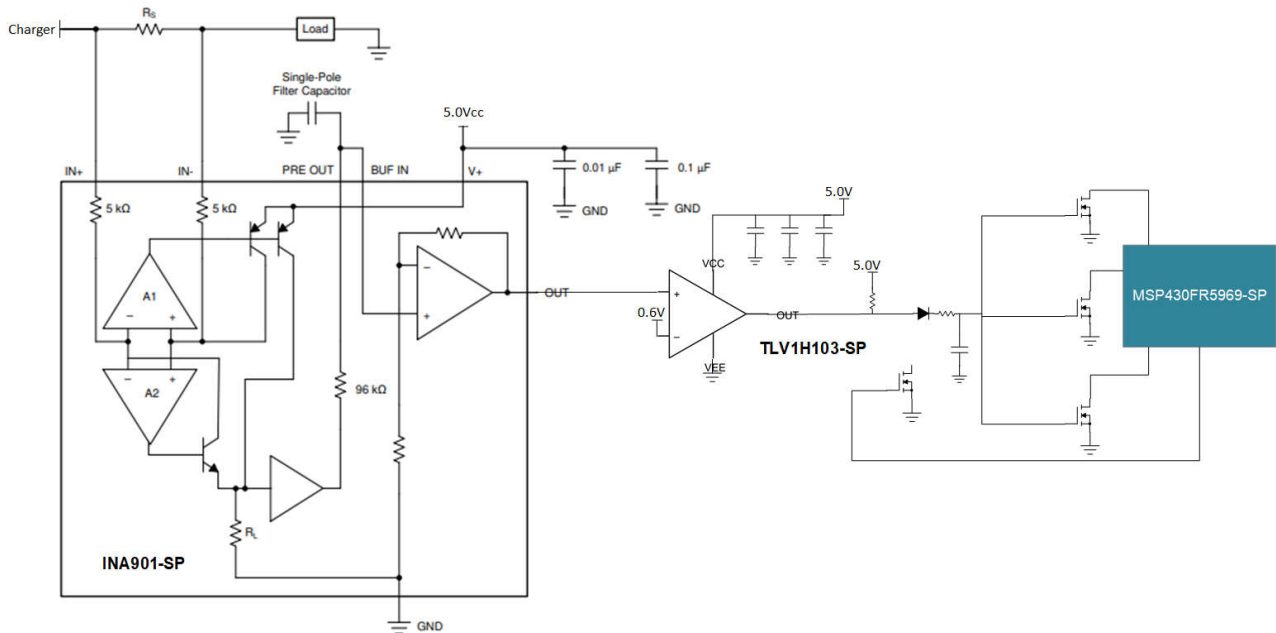 Rs
Charger
Load
Single-Pole
Filter Capacitor
5.0Vcc
IN+
IN-
PRE OUT
BUF IN
V+
0.01 µF
0.1 µF
GND
GND
5 kΩ
5 kΩ
A1
− +
− +
A2
96 kΩ
RL
−
+
OUT
INA901-SP
GND
5.0V
VCC
+
0.6V
−
OUT
VEE
TLV1H103-SP
5.0V
MSP430FR5969-SP